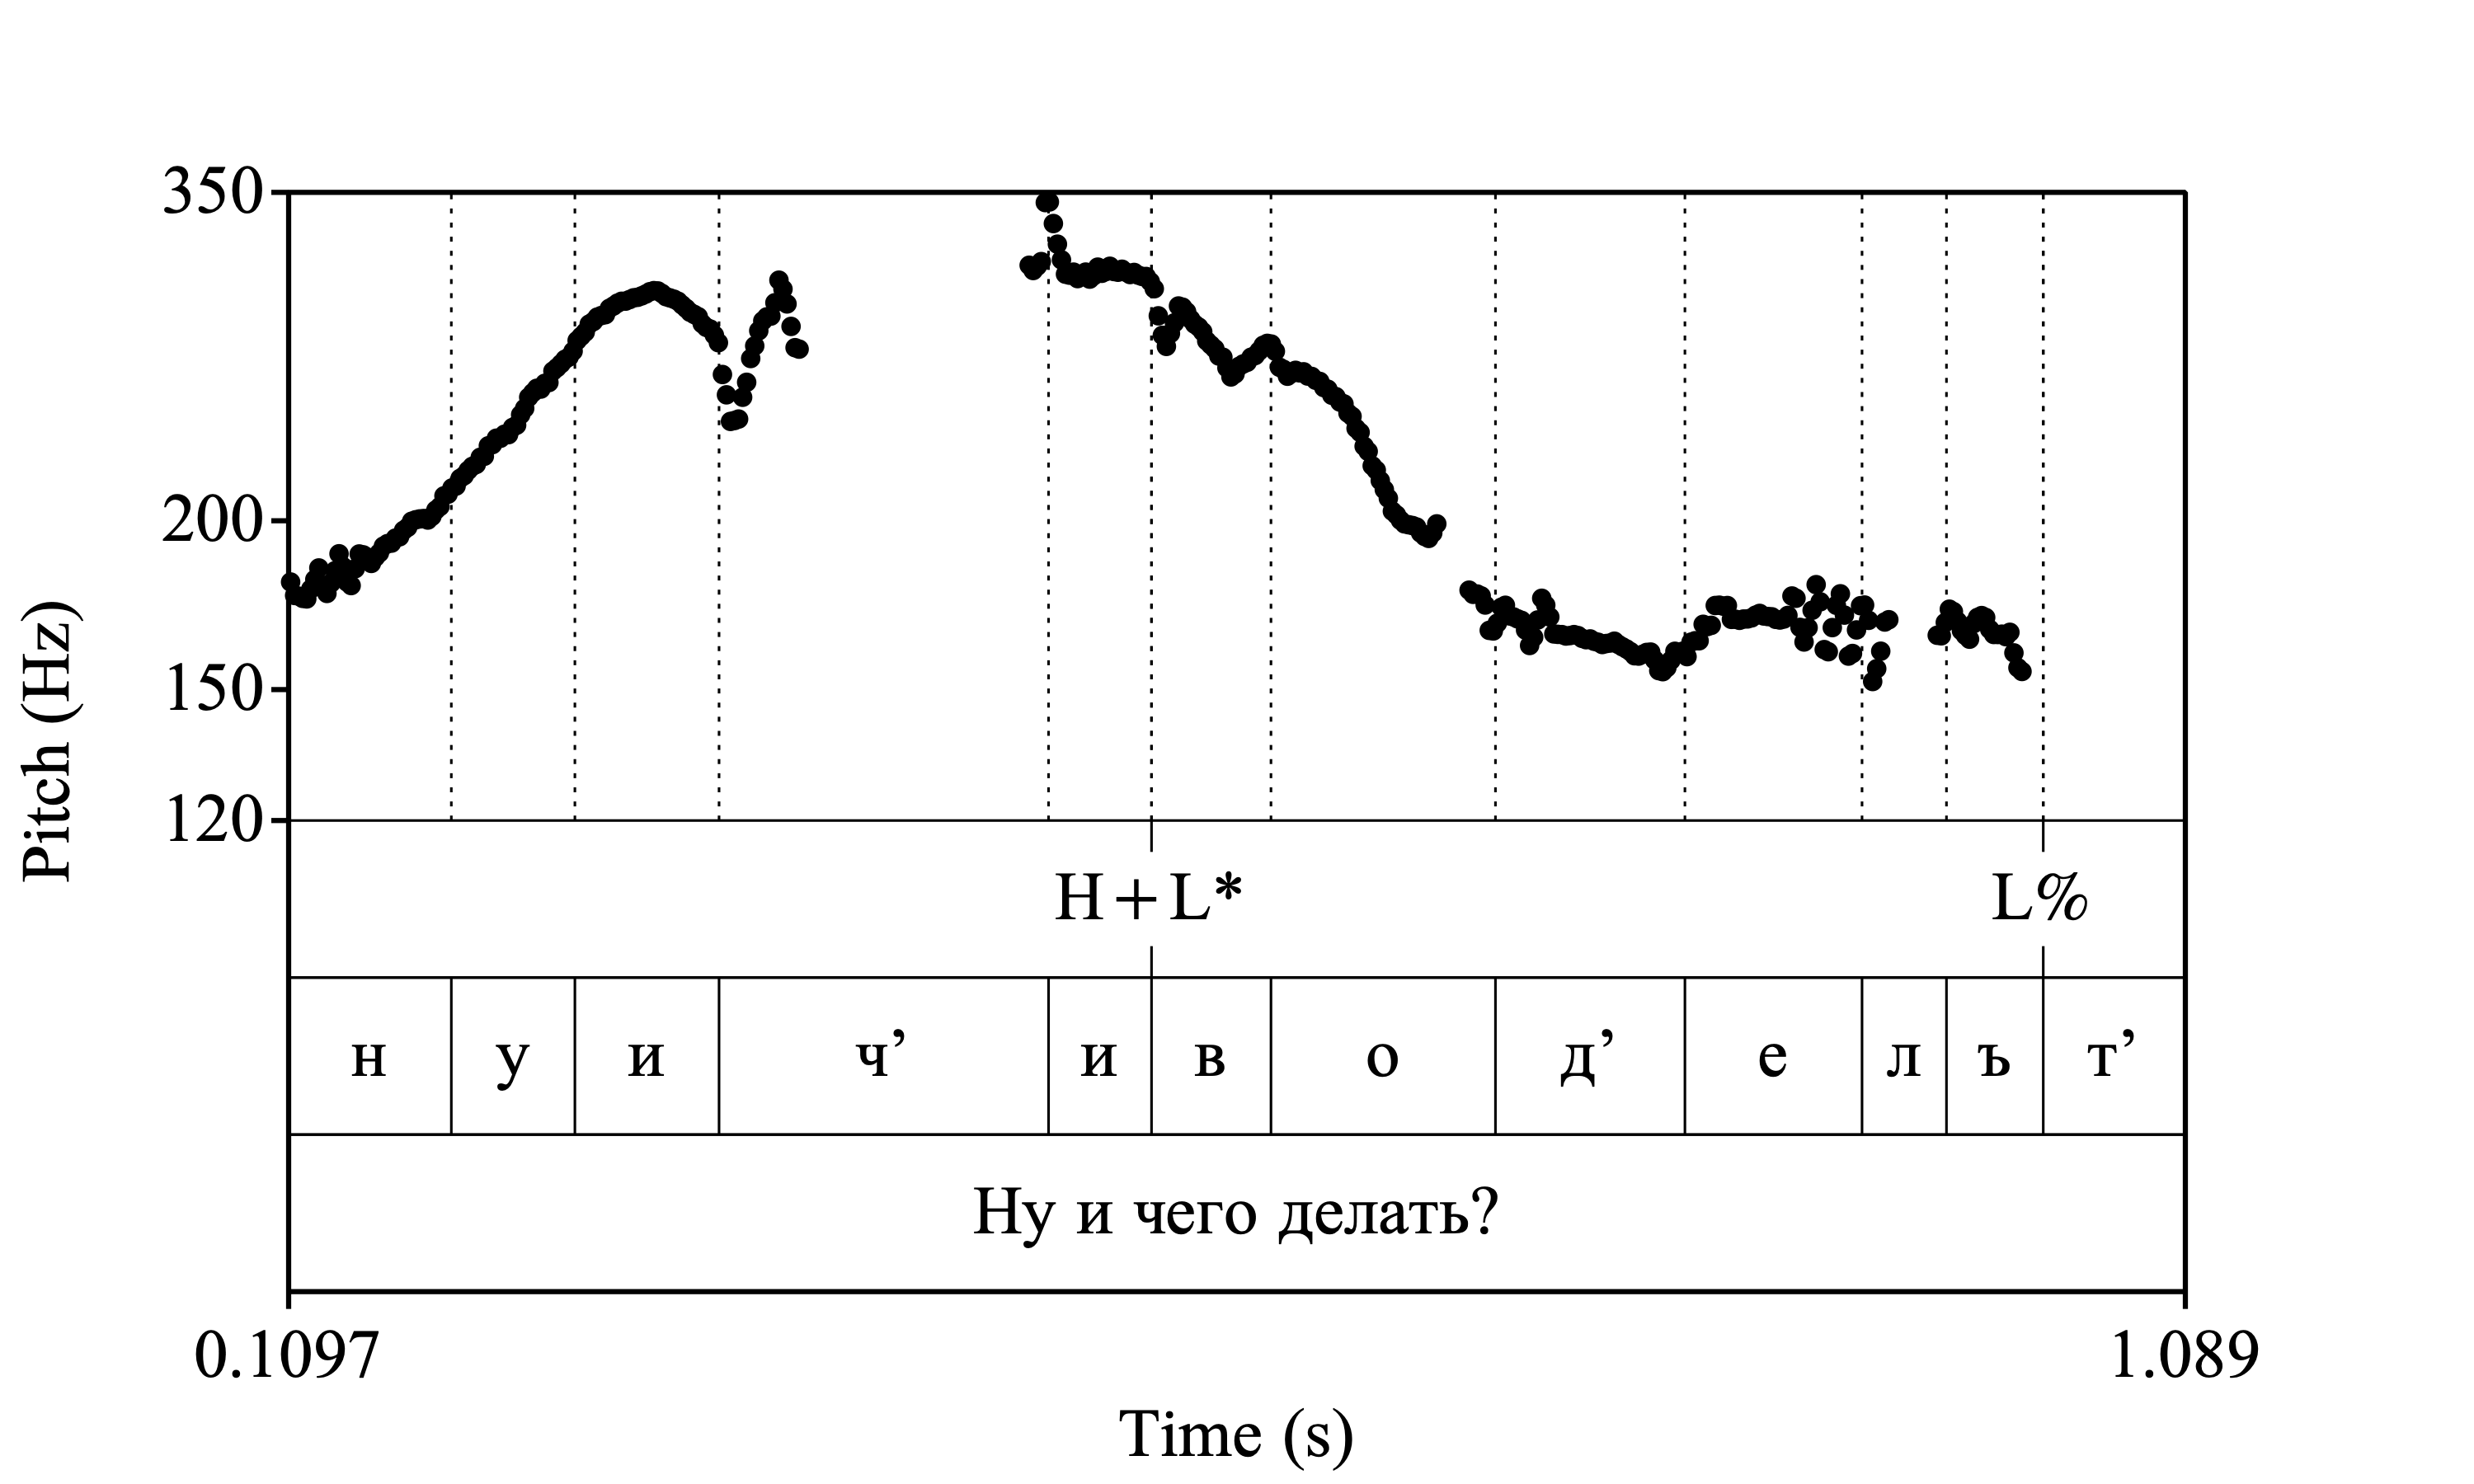 350
200
150
120
Pitch (Hz)
H+L* L%
н у и ч’ и в о д’ е л ъ т’
Ну и чего делать?
0.1097 1.089
Time (s)